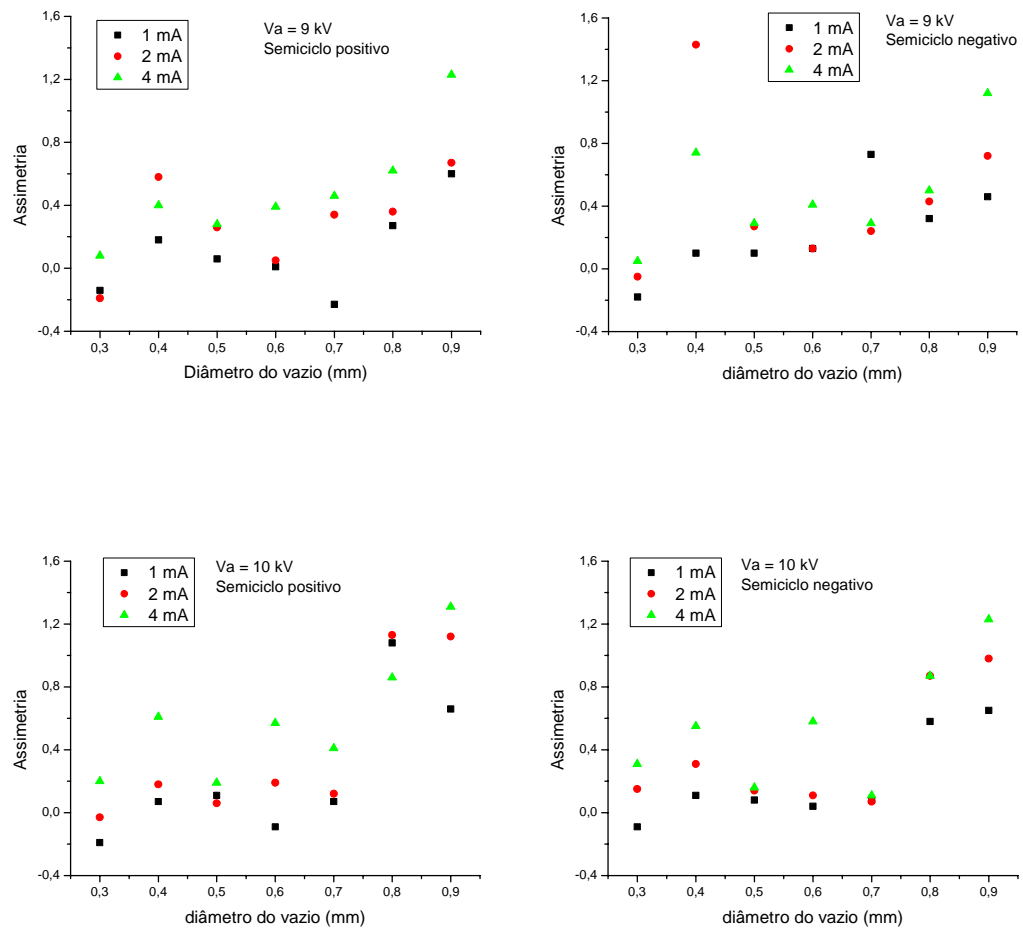 1,6
1,2
0,8
0,4
0,0
-0,4
Assimetria
1 mA
2 mA
4 mA
Va = 9 kV
Semiciclo positivo
0,3 0,4 0,5 0,6 0,7 0,8 0,9
Diâmetro do vazio (mm)
1,6
1,2
0,8
0,4
0,0
-0,4
Assimetria
1 mA
2 mA
4 mA
Va = 9 kV
Semiciclo negativo
0,3 0,4 0,5 0,6 0,7 0,8 0,9
diâmetro do vazio (mm)
1,6
1,2
0,8
0,4
0,0
-0,4
Assimetria
1 mA
2 mA
4 mA
Va = 10 kV
Semiciclo positivo
0,3 0,4 0,5 0,6 0,7 0,8 0,9
diâmetro do vazio (mm)
1,6
1,2
0,8
0,4
0,0
-0,4
Assimetria
1 mA
2 mA
4 mA
Va = 10 kV
Semiciclo negativo
0,3 0,4 0,5 0,6 0,7 0,8 0,9
diâmetro do vazio (mm)